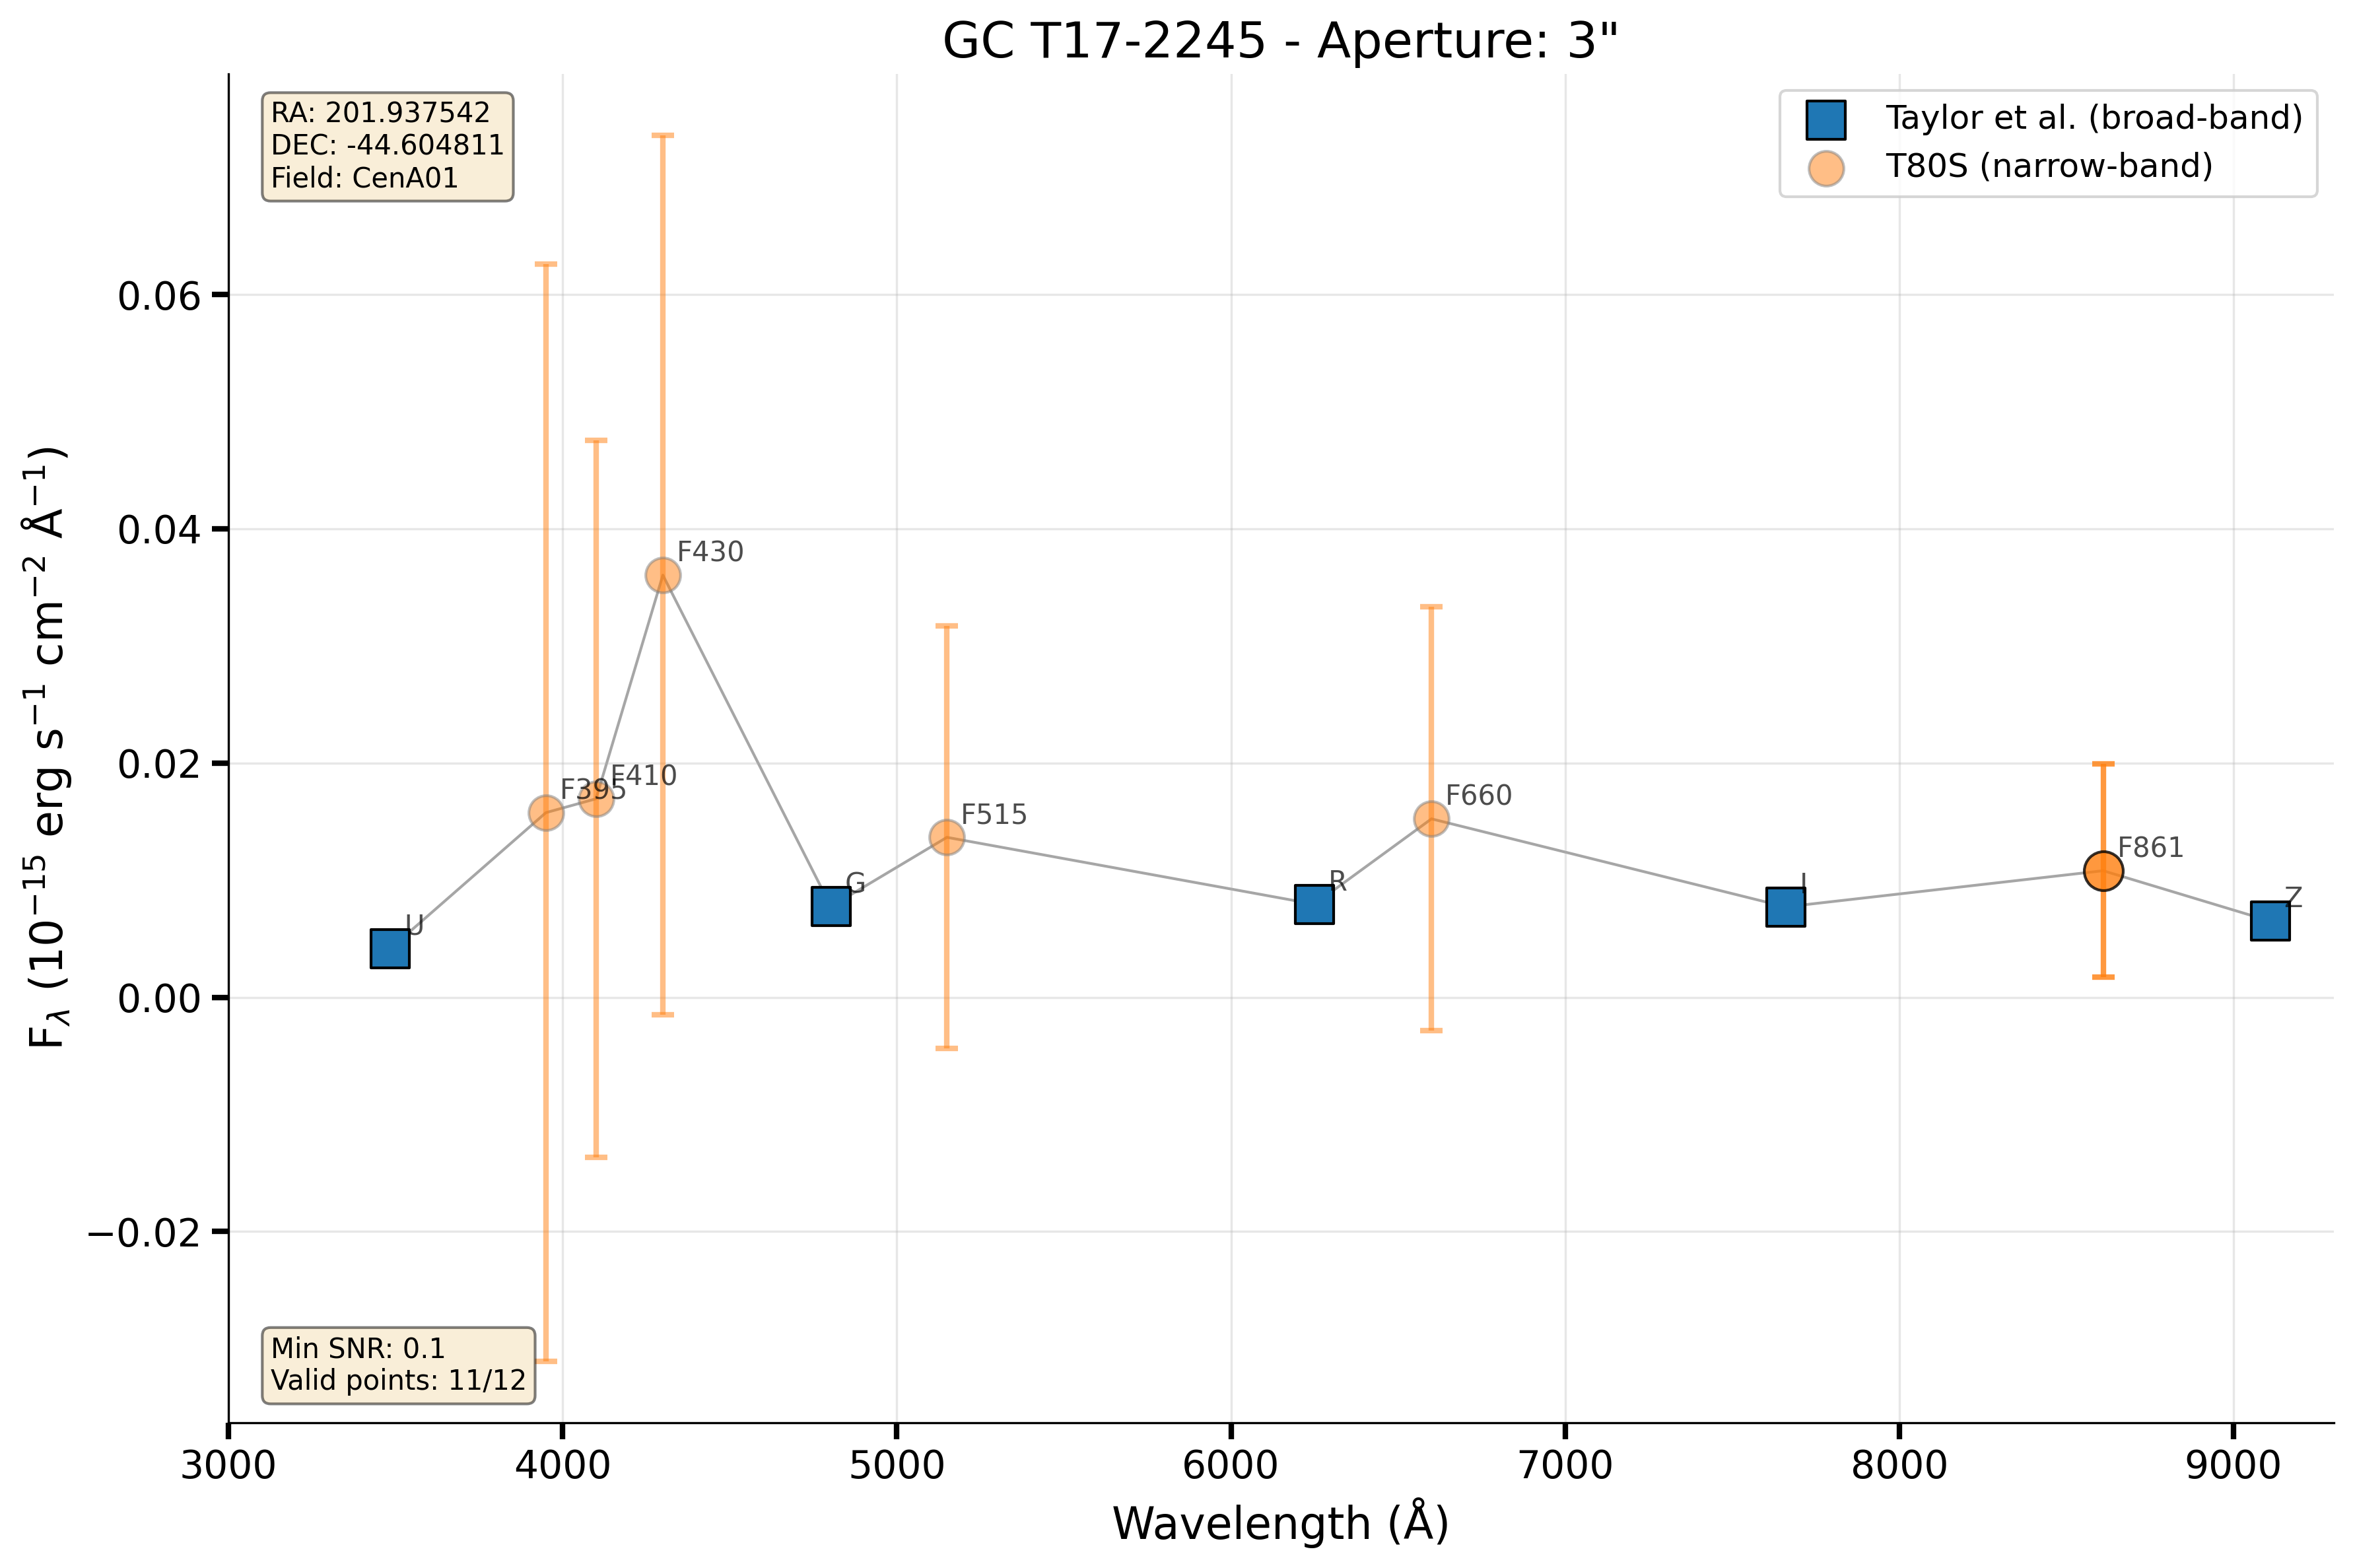 GC T17-2245 - Aperture: 3"
RA: 201.937542
DEC: -44.604811
Field: CenA01
Taylor et al. (broad-band)
T80S (narrow-band)
F$_λ$ (10$^{−15}$ erg s$^{−1}$ cm$^{−2}$ Å$^{−1}$)
0.06
0.04
0.02
0.00
−0.02
U
F395
F410
F430
G
F515
R
F660
I
F861
Z
Min SNR: 0.1
Valid points: 11/12
3000 4000 5000 6000 7000 8000 9000
Wavelength (Å)